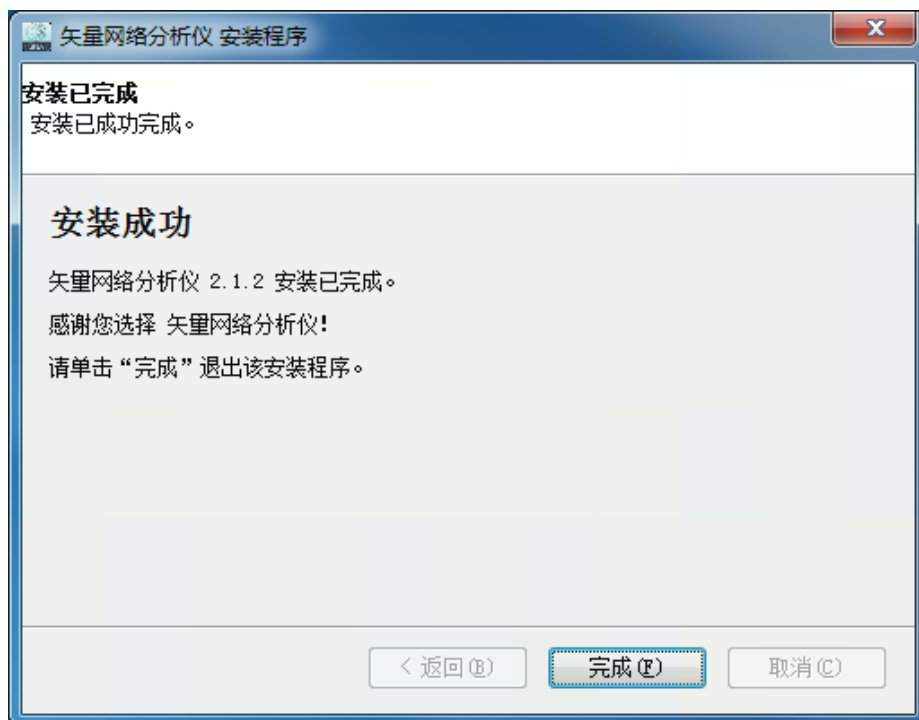 矢量网络分析仪 安装程序
安装已完成
安装已成功完成。
安装成功
矢量网络分析仪 2.1.2 安装已完成。
感谢您选择 矢量网络分析仪!
请单击“完成”退出该安装程序。
< 返回(B) 完成(F) 取消(C)